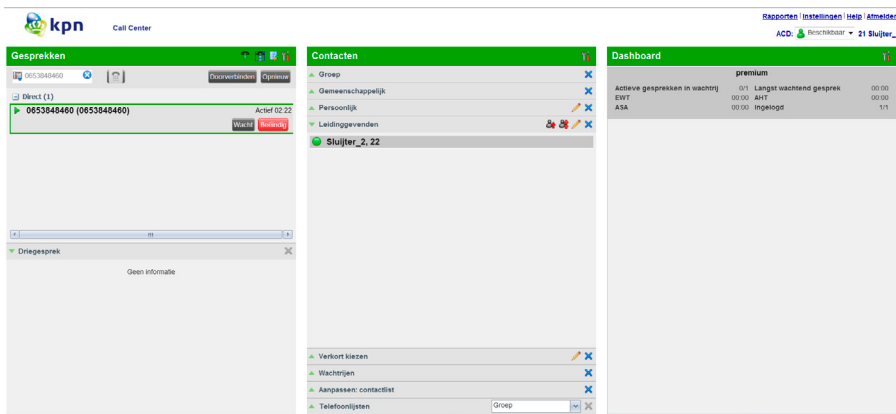 kpn
Call Center
Rapporten | Instellingen | Help | Afmelden
ACD: Beschikbaar 21 Sluijter_
Gesprekken
0653848460
Doorverbinden Opnieuw
Direct (1)
0653848460 (0653848460) Actief 02:22
Wacht Beëindig
Driegesprek
Geen informatie
Contacten
Groep
Gemeenschappelijk
Persoonlijk
Leidinggevenden
Sluijter_2, 22
Verkort kiezen
Wachtrijen
Aanpassen: contactlist
Telefoonlijsten Groep
Dashboard
premium
Actieve gesprekken in wachtrij 0/1 Langst wachtend gesprek 00:00
EWT 00:00 AHT 00:00
ASA 00:00 Ingelogd 1/1